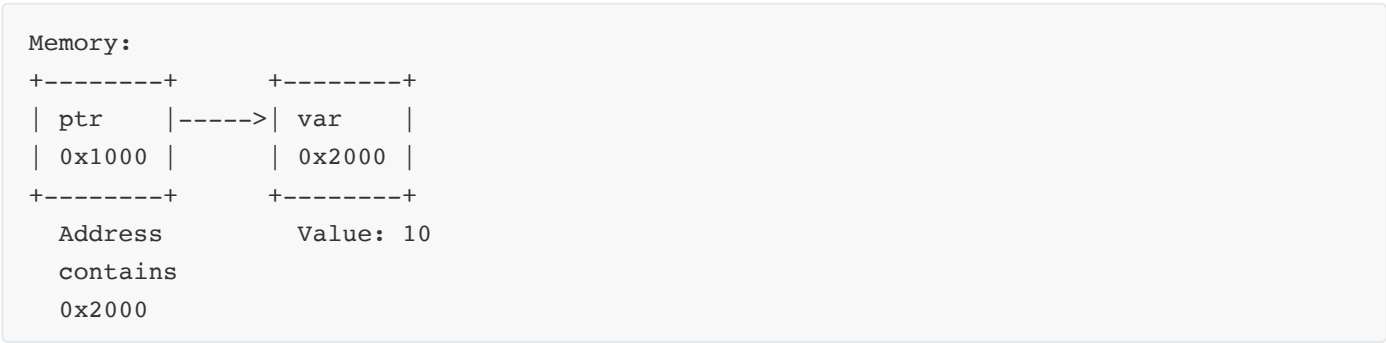 Memory:
+--------+      +--------+
| ptr    |----->| var    |
| 0x1000 |      | 0x2000 |
+--------+      +--------+
  Address         Value: 10
  contains
  0x2000